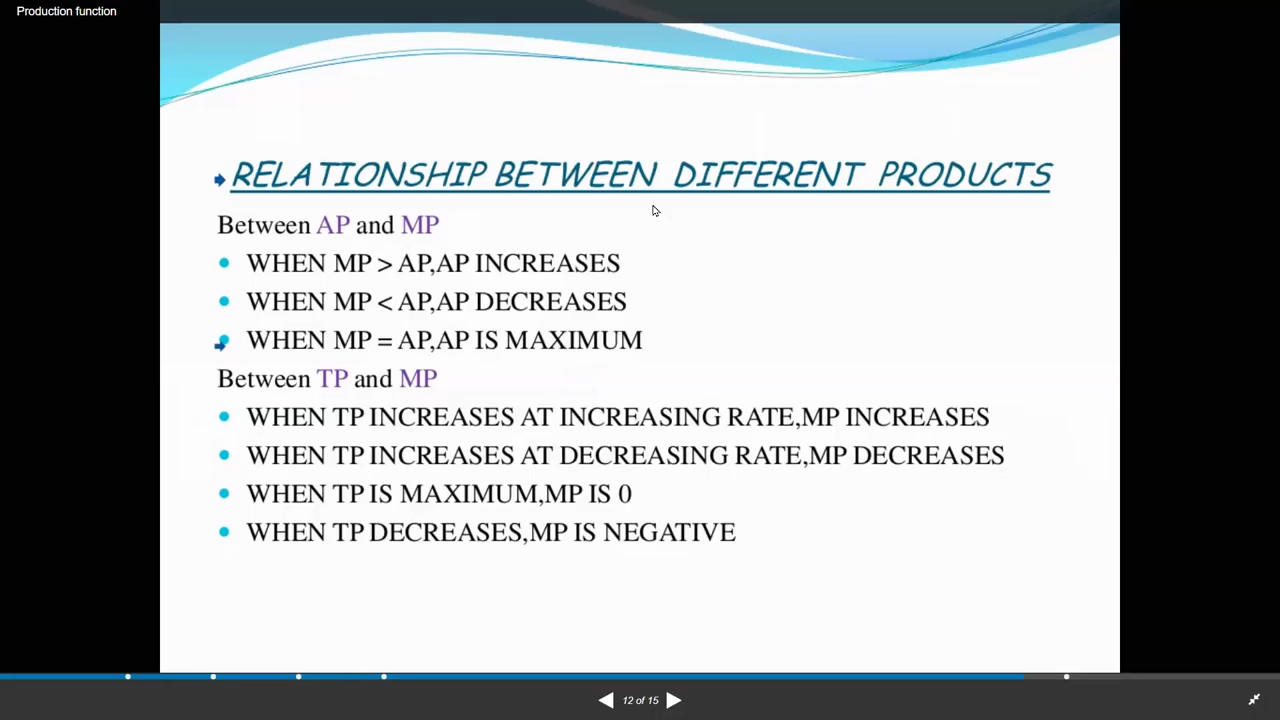 Production function
RELATIONSHIP BETWEEN DIFFERENT PRODUCTS
Between AP and MP
WHEN MP > AP,AP INCREASES
WHEN MP < AP,AP DECREASES
WHEN MP = AP,AP IS MAXIMUM
Between TP and MP
WHEN TP INCREASES AT INCREASING RATE,MP INCREASES
WHEN TP INCREASES AT DECREASING RATE,MP DECREASES
WHEN TP IS MAXIMUM,MP IS 0
WHEN TP DECREASES,MP IS NEGATIVE
12 of 15